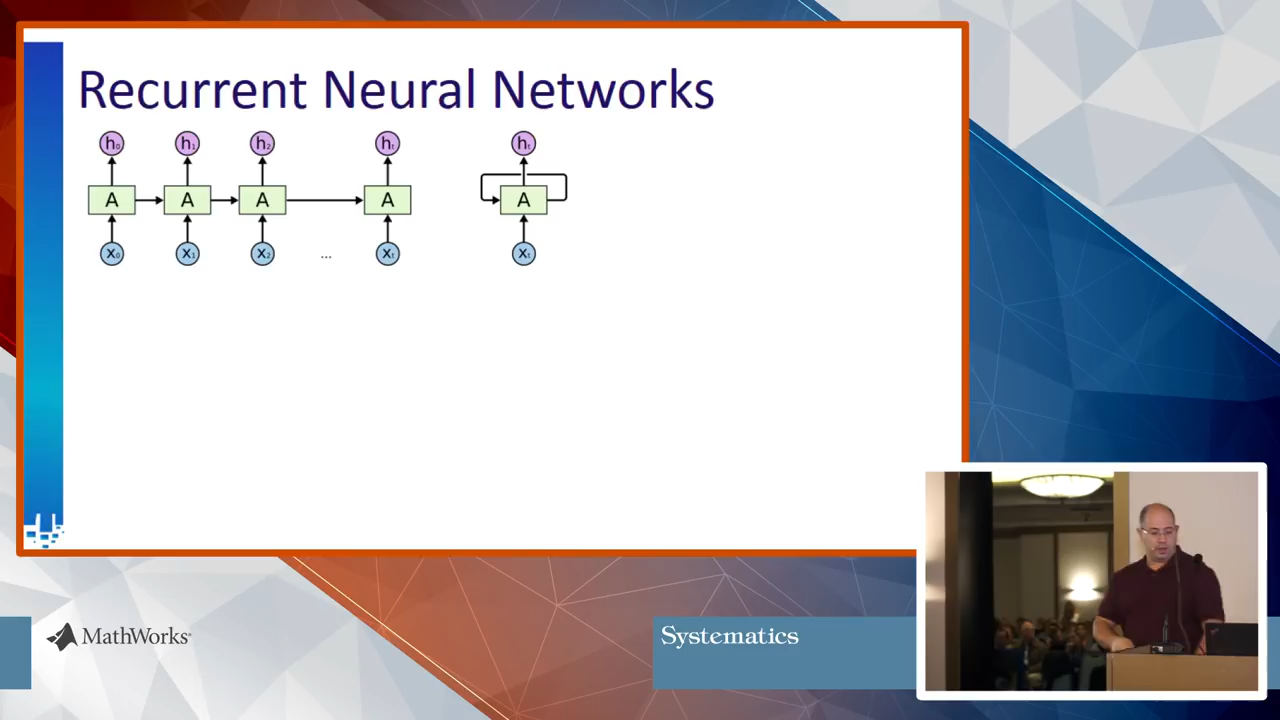 Recurrent Neural Networks
h₀ h₁ h₂ hₜ hₜ
A A A A A
x₀ x₁ x₂ ... xₜ xₜ
MathWorks
Systematics